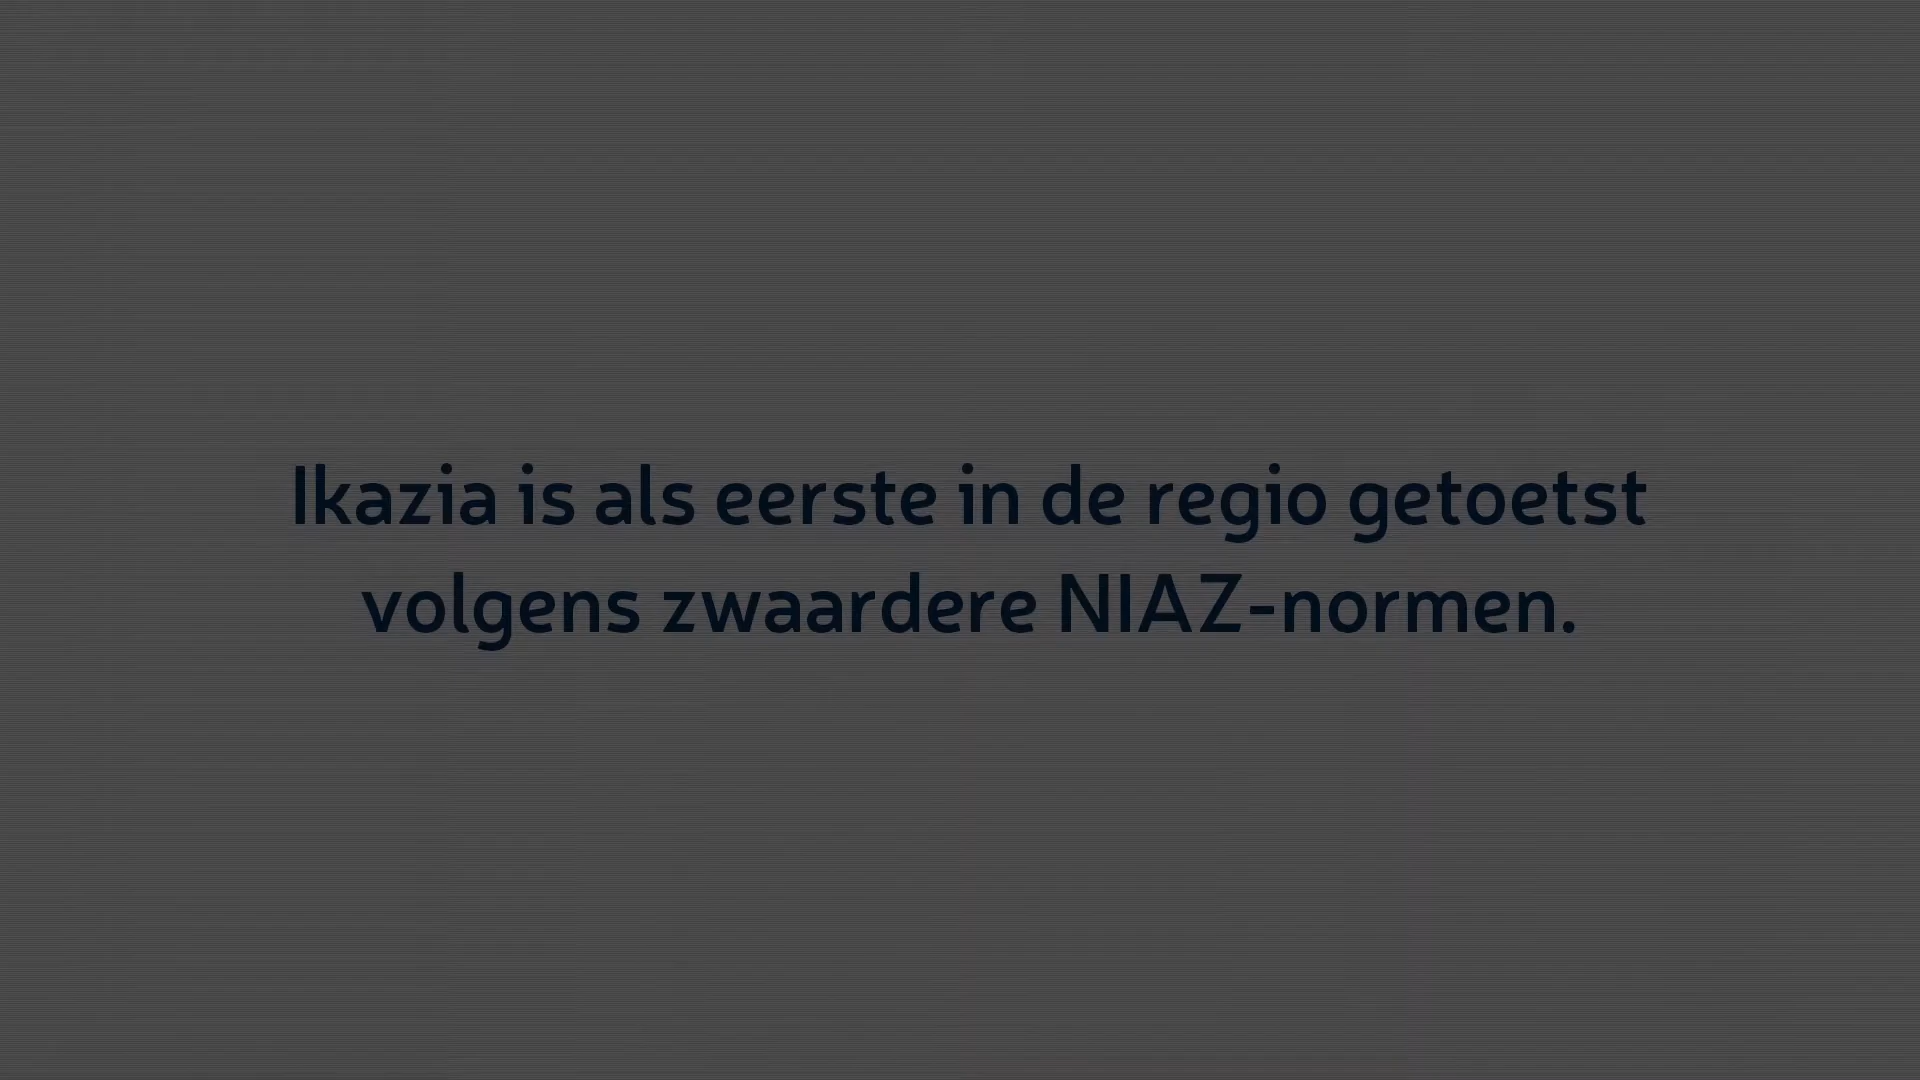 Ikazia is als eerste in de regio getoetst
volgens zwaardere NIAZ-normen.